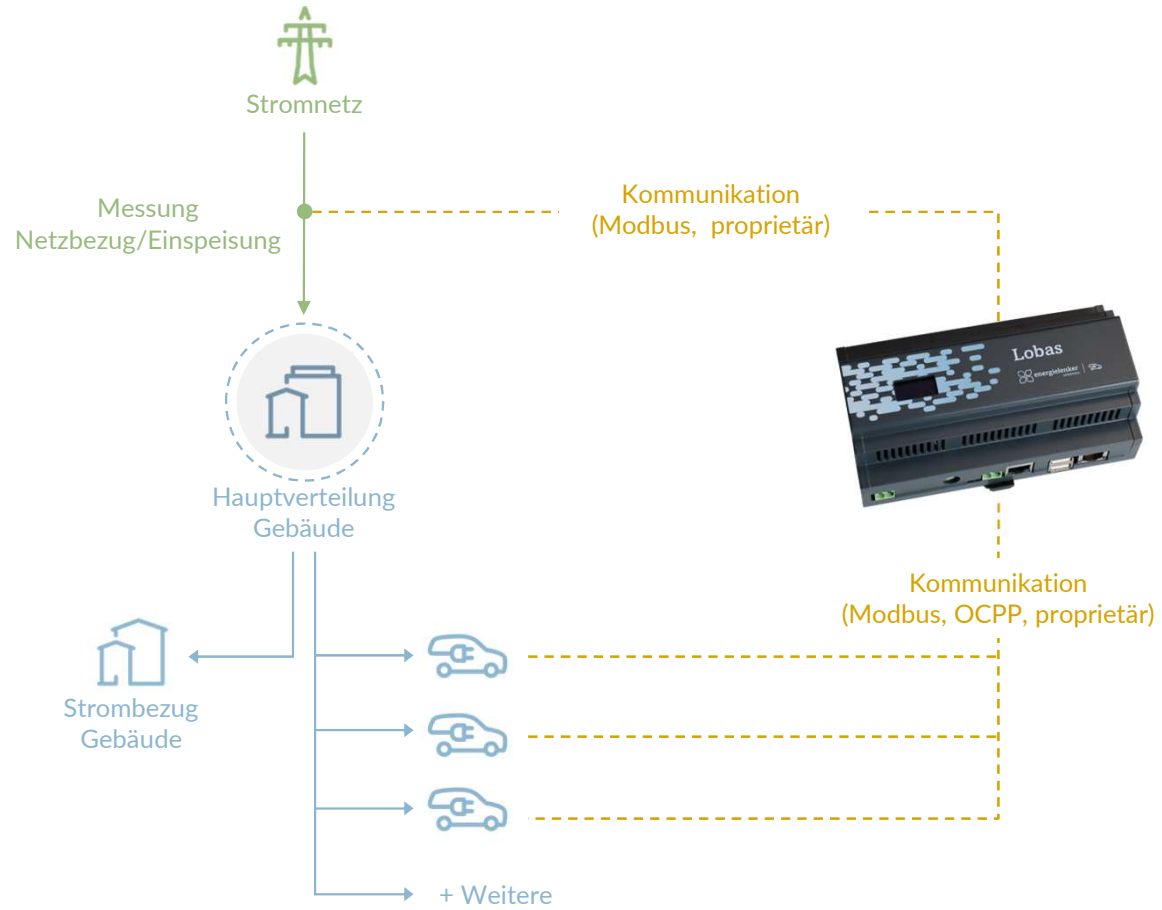 Stromnetz
Messung
Netzbezug/Einspeisung
Kommunikation
(Modbus, proprietär)
Lobas
energielenker
Hauptverteilung
Gebäude
Kommunikation
(Modbus, OCPP, proprietär)
Strombezug
Gebäude
+ Weitere